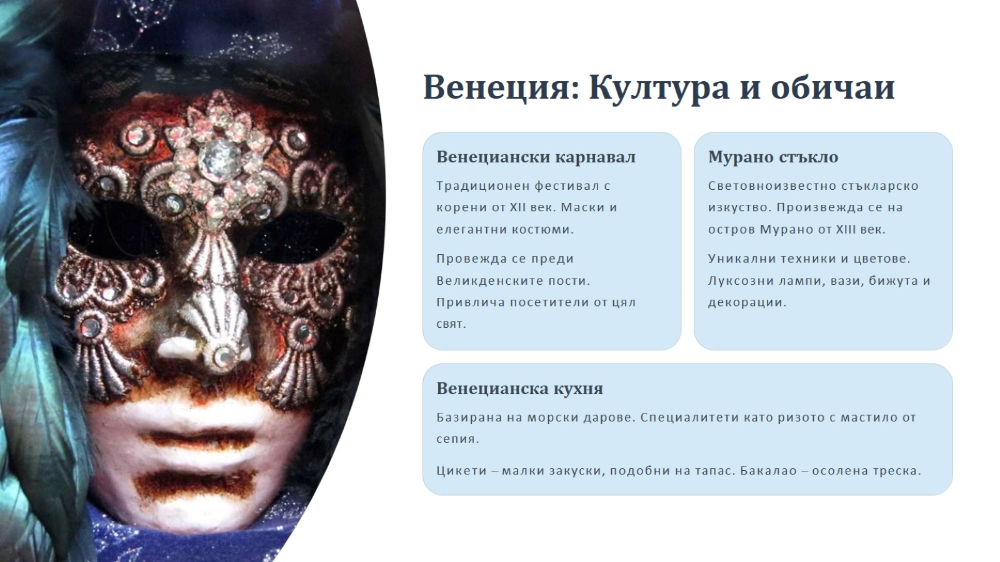 Венеция: Култура и обичаи
Венециански карнавал
Традиционен фестивал с
корени от XII век. Маски и
елегантни костюми.
Провежда се преди
Великденските пости.
Привлича посетители от цял
свят.
Мурано стъкло
Световноизвестно стъкларско
изкуство. Произвежда се на
остров Мурано от XIII век.
Уникални техники и цветове.
Луксозни лампи, вази, бижута и
декорации.
Венецианска кухня
Базирана на морски дарове. Специалитети като ризото с мастило от
сепия.
Цикети – малки закуски, подобни на тапас. Бакалао – осолена треска.